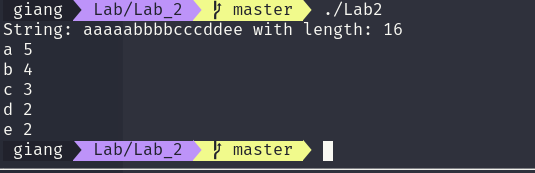 giang Lab/Lab_2 master ./Lab2
String: aaaaabbbbcccddee with length: 16
a 5
b 4
c 3
d 2
e 2
giang Lab/Lab_2 master